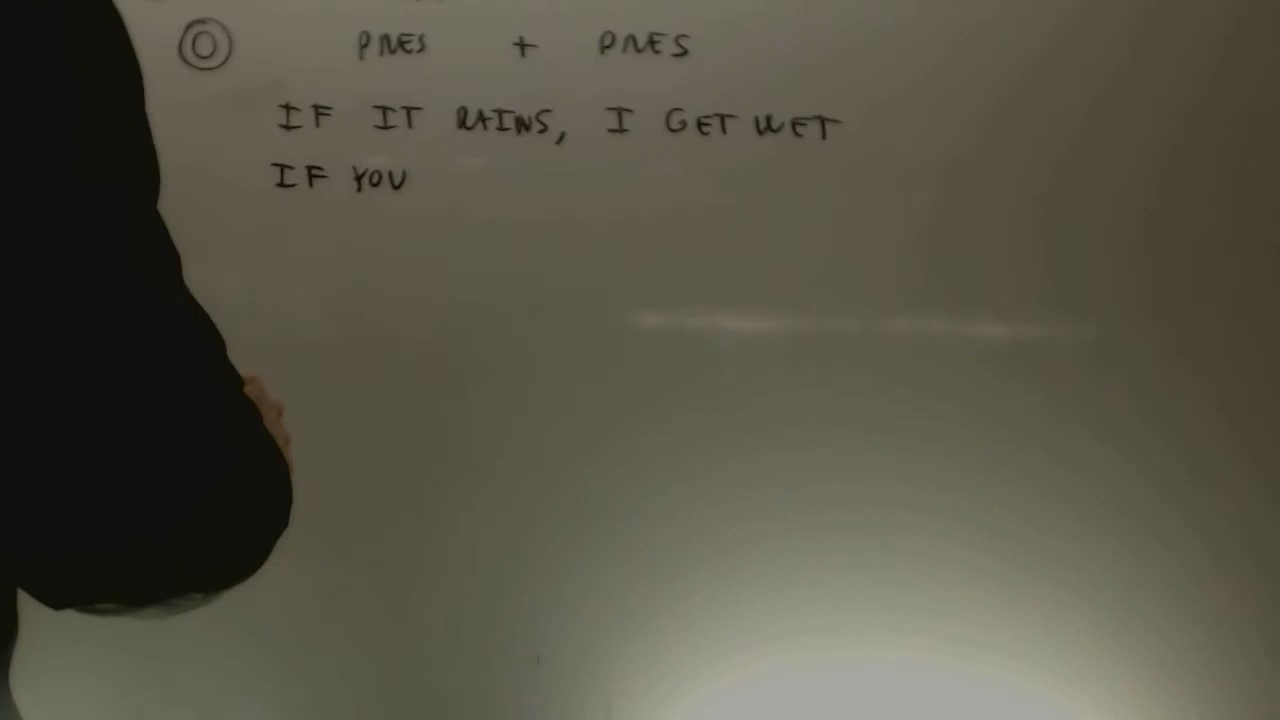 0 PRES + PRES
IF IT RAINS, I GET WET
IF YOU